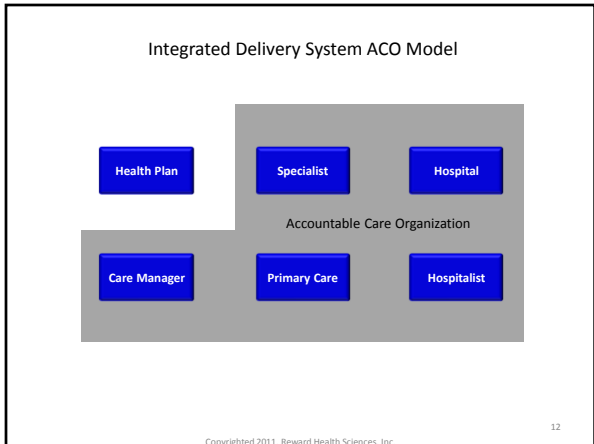 Integrated Delivery System ACO Model
Health Plan
Specialist
Hospital
Accountable Care Organization
Care Manager
Primary Care
Hospitalist
12
Copyrighted 2011, Reward Health Sciences, Inc.